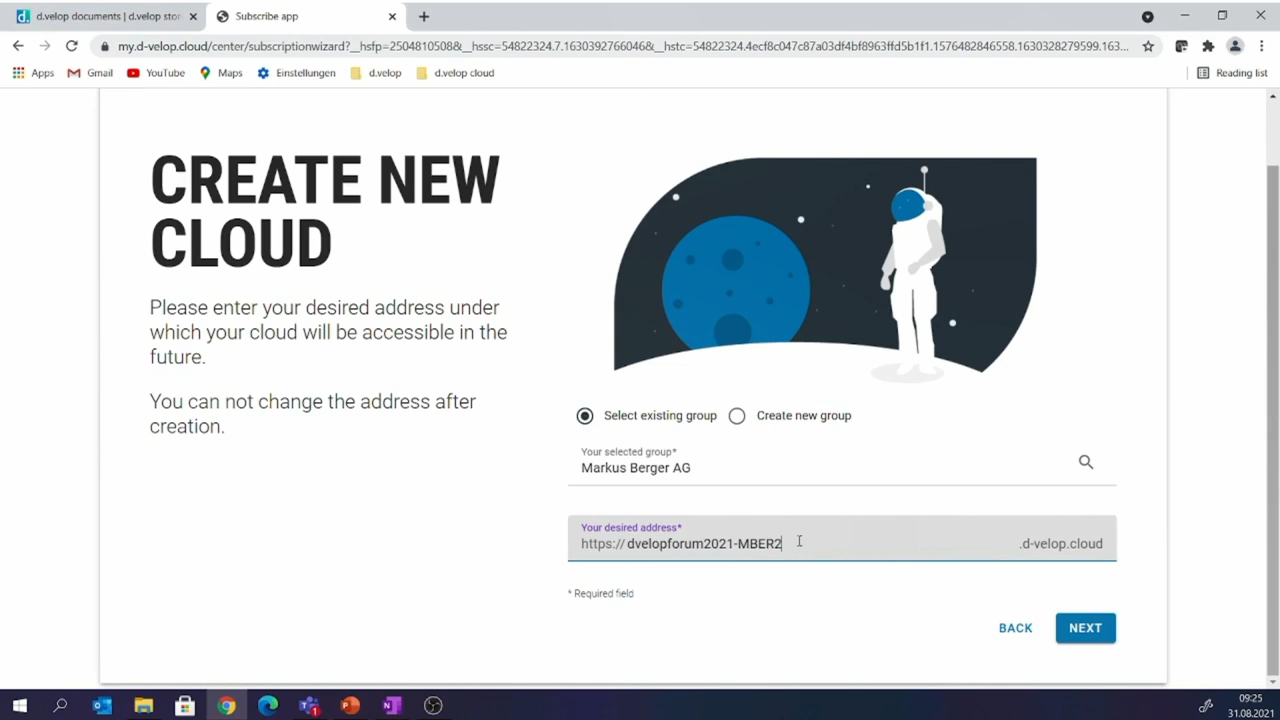 d.velop documents | d.velop stor
Subscribe app
my.d-velop.cloud/center/subscriptionwizard?__hsfp=2504810508&__hssc=54822324.7.1630392766046&__hstc=54822324.4ecf8c047c87a03df4bf8963ffd5b1f1.1576482846558.1630328279599.163...
Apps
Gmail
YouTube
Maps
Einstellungen
d.velop
d.velop cloud
Reading list
CREATE NEW
CLOUD
Please enter your desired address under
which your cloud will be accessible in the
future.
You can not change the address after
creation.
Select existing group
Create new group
Your selected group*
Markus Berger AG
Your desired address*
https:// dvelopforum2021-MBER2 .d-velop.cloud
* Required field
BACK
NEXT
09:25
31.08.2021